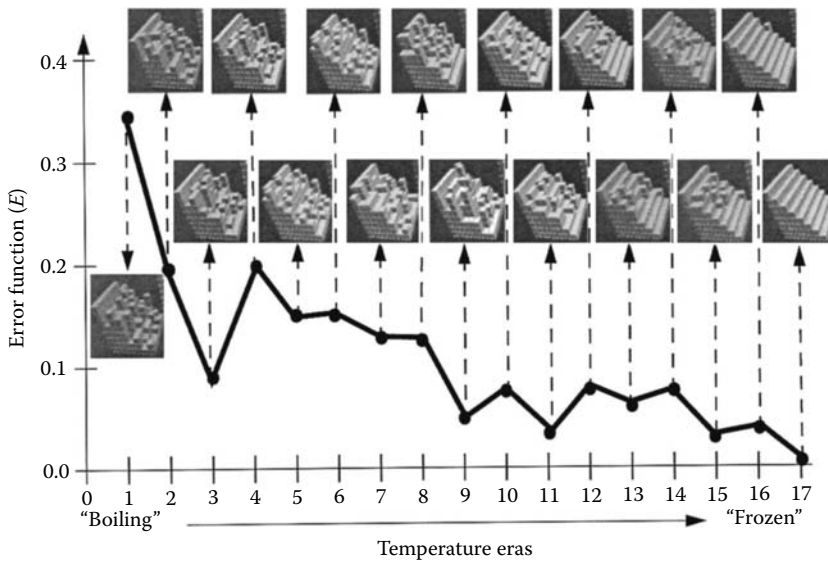 0.4
0.3
0.2
0.1
0.0
Error function (E)
0 1 2 3 4 5 6 7 8 9 10 11 12 13 14 15 16 17
“Boiling” “Frozen”
Temperature eras